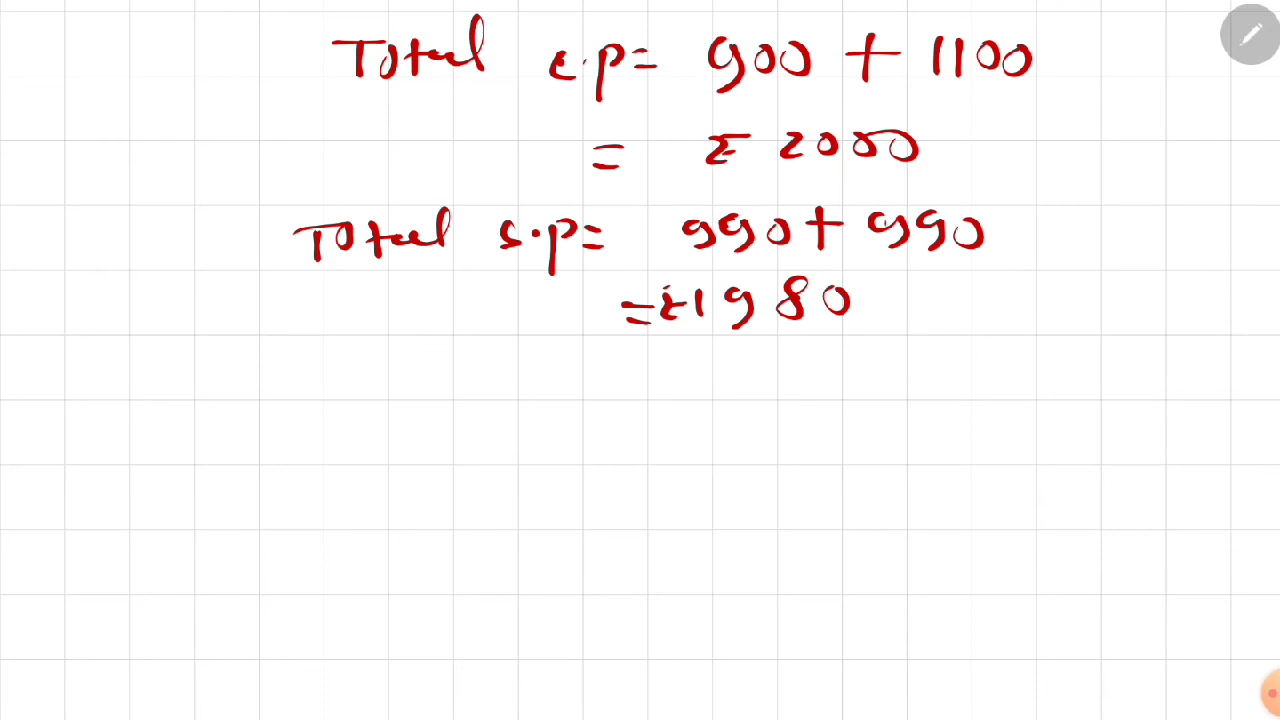 Total c.p= 900 + 1100
= ₹ 2000
Total s.p= 990+990
=₹1980